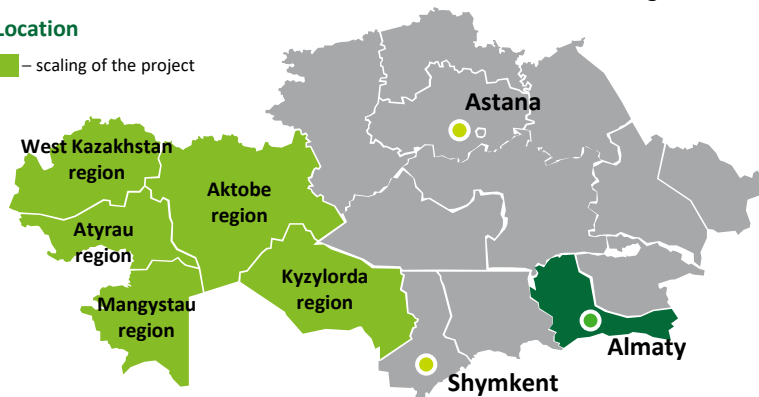 Location
– scaling of the project
Astana
West Kazakhstan
region
Aktobe
region
Atyrau
region
Kyzylorda
region
Mangystau
region
Almaty
Shymkent